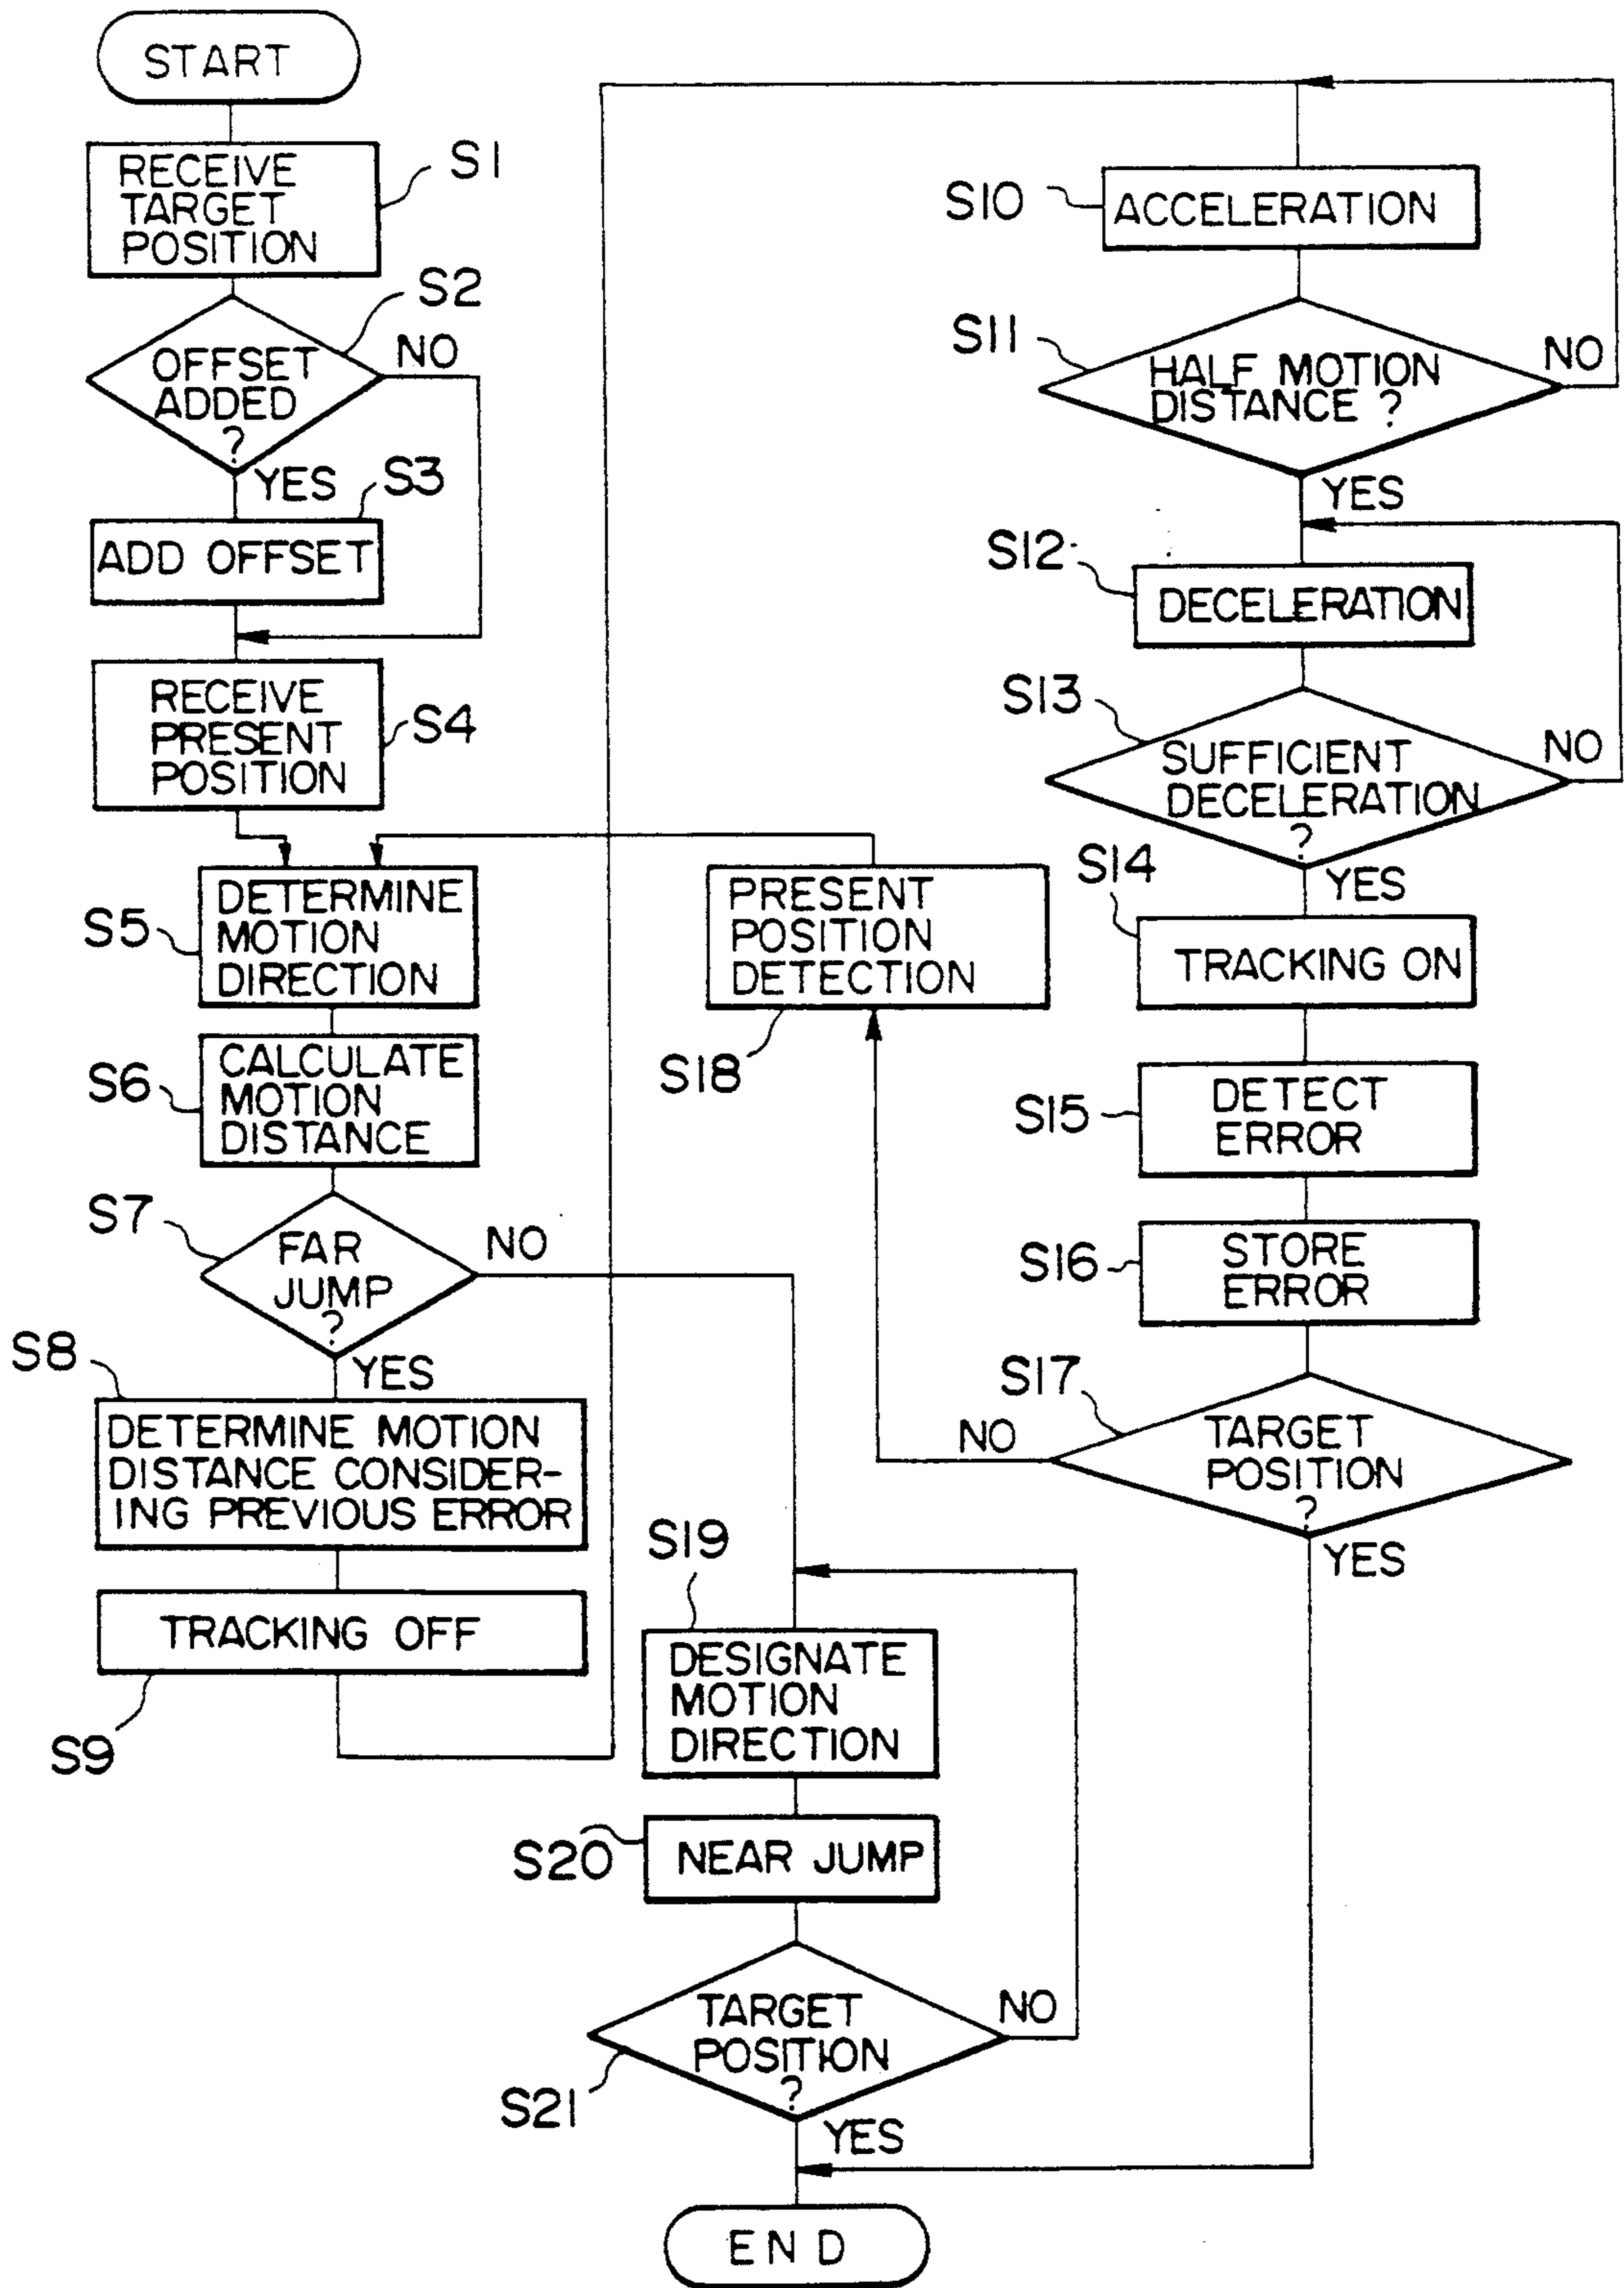 START
S1
RECEIVE
TARGET
POSITION
S2
OFFSET
ADDED
?
NO
YES
S3
ADD OFFSET
RECEIVE
PRESENT
POSITION
S4
S5
DETERMINE
MOTION
DIRECTION
S6
CALCULATE
MOTION
DISTANCE
S7
FAR
JUMP
?
NO
YES
S8
DETERMINE MOTION
DISTANCE CONSIDER-
ING PREVIOUS ERROR
TRACKING OFF
S9
S10
ACCELERATION
S11
HALF MOTION
DISTANCE ?
NO
YES
S12
DECELERATION
S13
SUFFICIENT
DECELERATION
?
NO
YES
S14
TRACKING ON
S15
DETECT
ERROR
S16
STORE
ERROR
S17
TARGET
POSITION
?
NO
YES
PRESENT
POSITION
DETECTION
S18
S19
DESIGNATE
MOTION
DIRECTION
S20
NEAR JUMP
TARGET
POSITION
?
S21
NO
YES
END